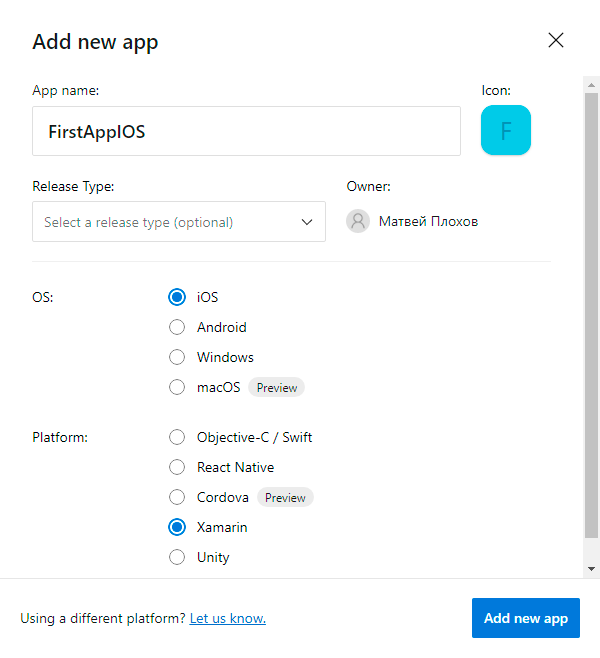 Add new app
App name:
Icon:
FirstAppIOS
F
Release Type:
Owner:
Select a release type (optional)
Матвей Плохов
OS:
iOS
Android
Windows
macOS Preview
Platform:
Objective-C / Swift
React Native
Cordova Preview
Xamarin
Unity
Using a different platform? Let us know.
Add new app